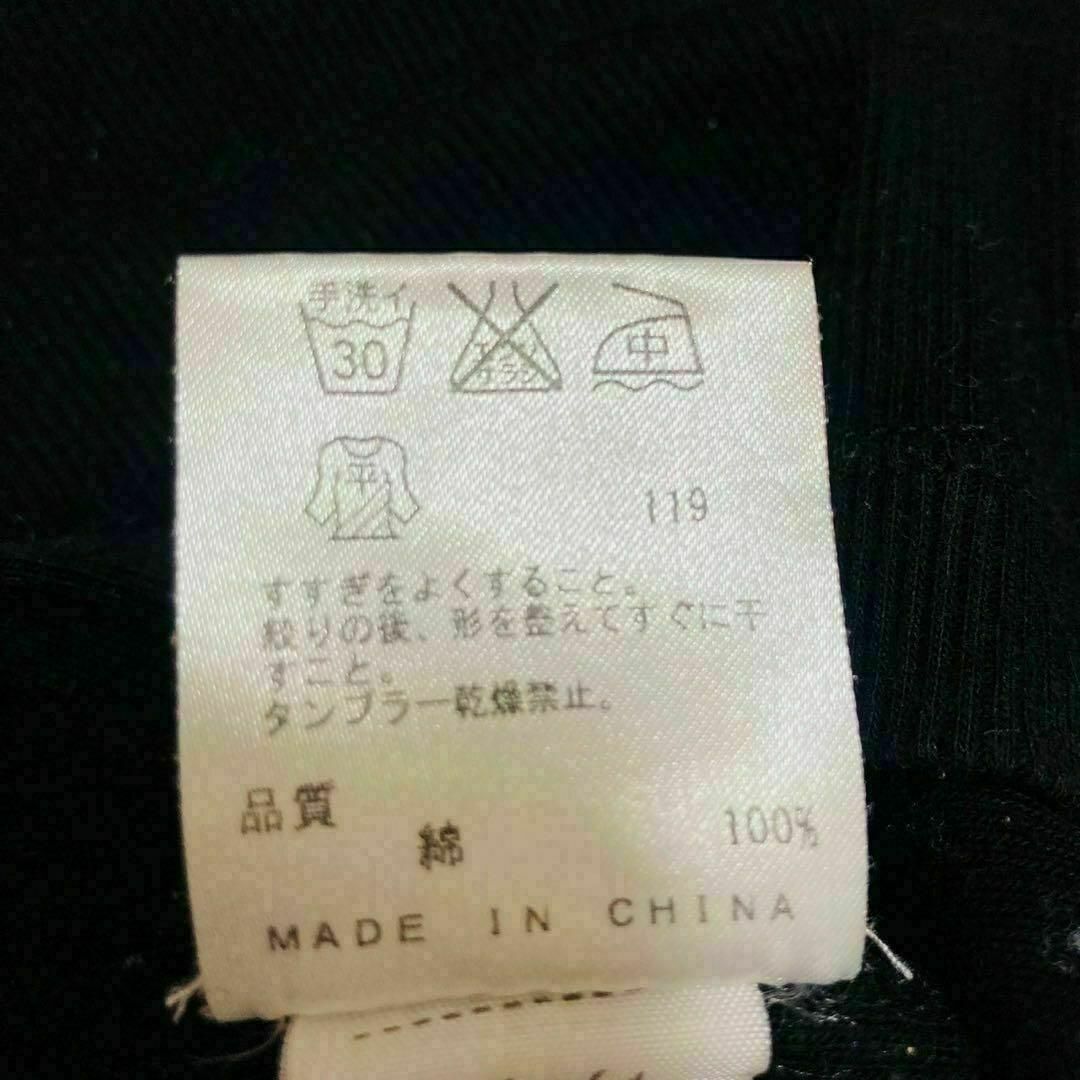 手洗イ
30
中
平
119
すすぎをよくすること。
絞りの後、形を整えてすぐに干
すこと。
タンブラー乾燥禁止。
品質
綿 100%
MADE IN CHINA